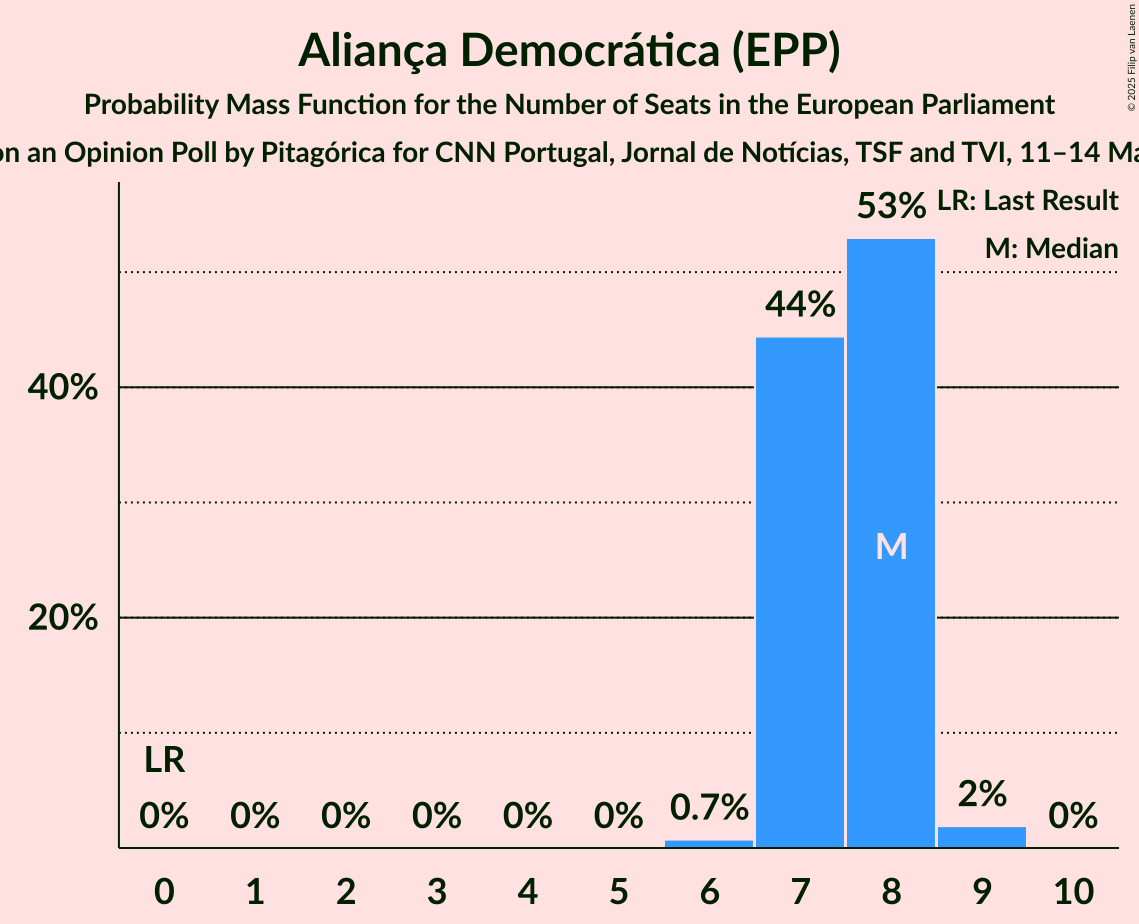 Aliança Democrática (EPP)
Probability Mass Function for the Number of Seats in the European Parliament
an Opinion Poll by Pitagórica for CNN Portugal, Jornal de Notícias, TSF and TVI, 11–14
© 2025 Filip van Laenen
LR: Last Result
M: Median
53%
44%
40%
M
20%
LR
0% 0% 0% 0% 0% 0% 0.7% 2% 0%
0 1 2 3 4 5 6 7 8 9 10